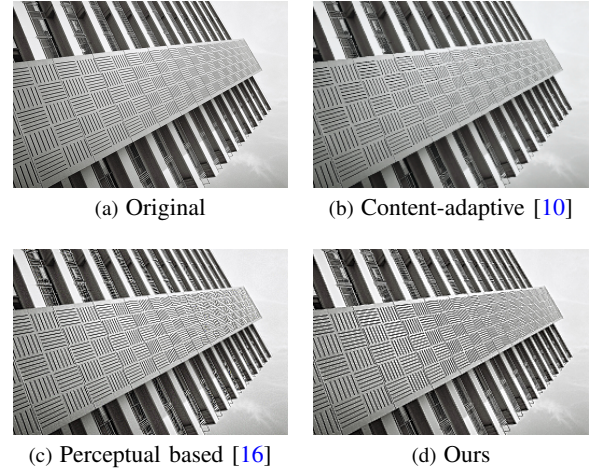 (a) Original
(b) Content-adaptive [10]
(c) Perceptual based [16]
(d) Ours